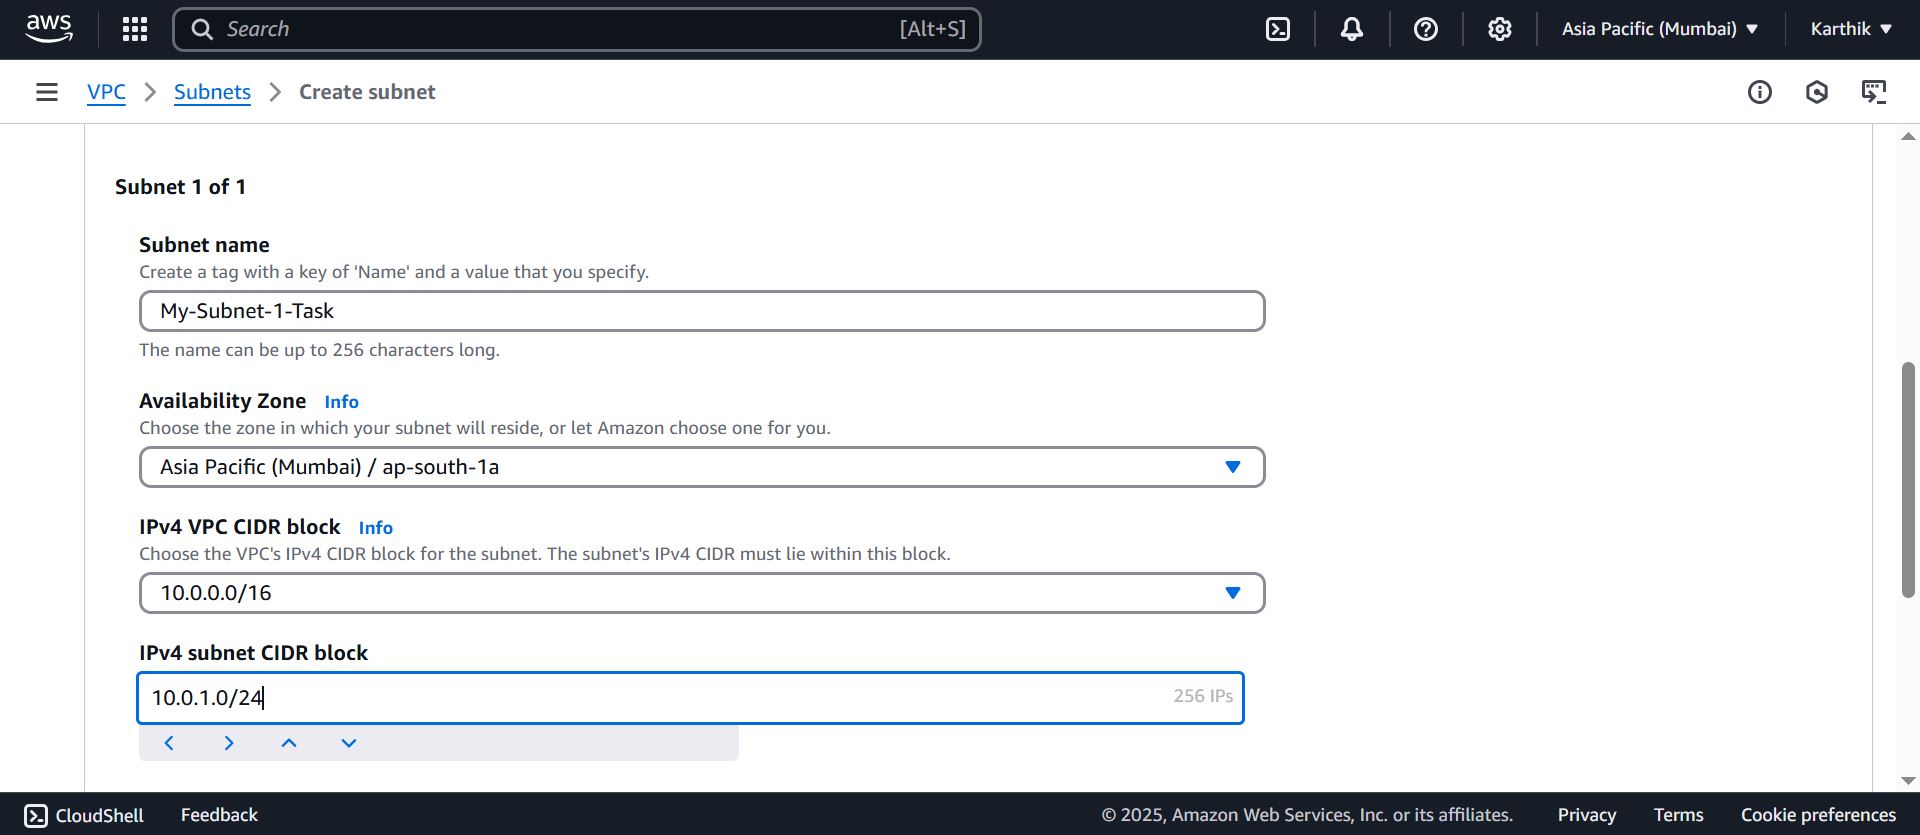 aws Search [Alt+S] Asia Pacific (Mumbai) Karthik
VPC Subnets Create subnet
Subnet 1 of 1
Subnet name
Create a tag with a key of 'Name' and a value that you specify.
My-Subnet-1-Task
The name can be up to 256 characters long.
Availability Zone Info
Choose the zone in which your subnet will reside, or let Amazon choose one for you.
Asia Pacific (Mumbai) / ap-south-1a
IPv4 VPC CIDR block Info
Choose the VPC's IPv4 CIDR block for the subnet. The subnet's IPv4 CIDR must lie within this block.
10.0.0.0/16
IPv4 subnet CIDR block
10.0.1.0/24 256 IPs
CloudShell Feedback © 2025, Amazon Web Services, Inc. or its affiliates. Privacy Terms Cookie preferences